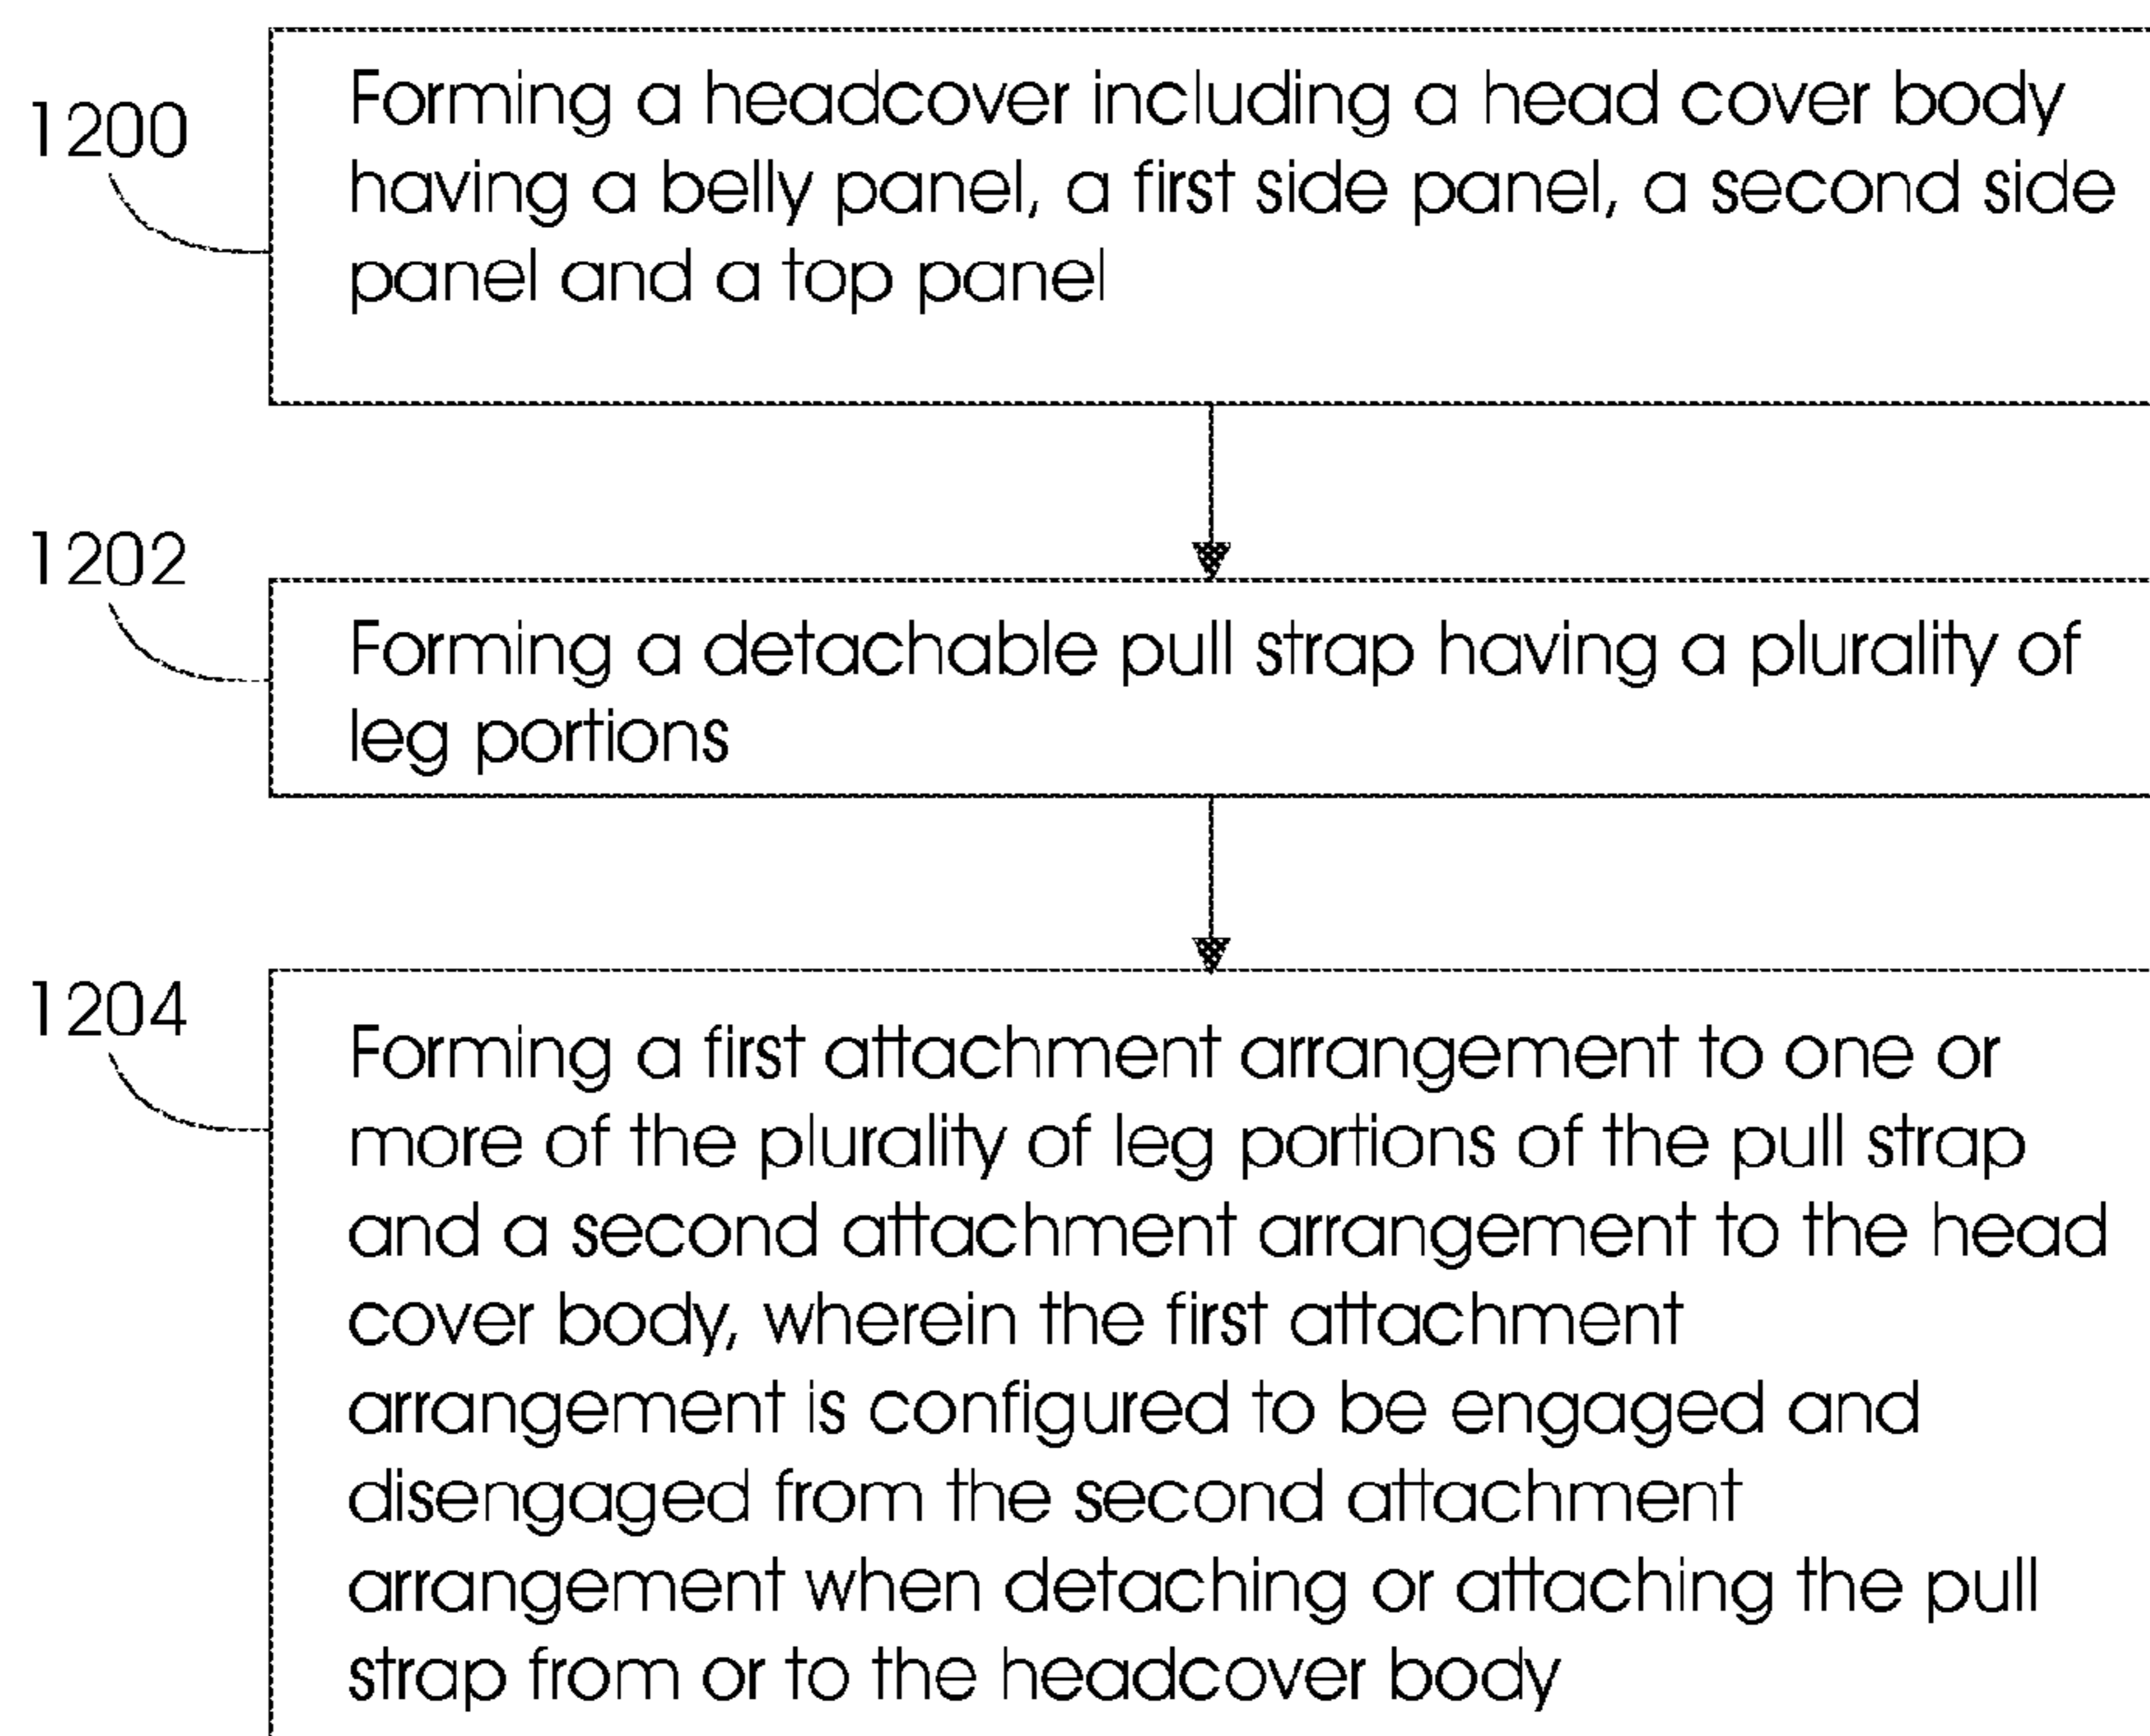 1200
Forming a headcover including a head cover body
having a belly panel, a first side panel, a second side
panel and a top panel
1202
Forming a detachable pull strap having a plurality of
leg portions
1204
Forming a first attachment arrangement to one or
more of the plurality of leg portions of the pull strap
and a second attachment arrangement to the head
cover body, wherein the first attachment
arrangement is configured to be engaged and
disengaged from the second attachment
arrangement when detaching or attaching the pull
strap from or to the headcover body